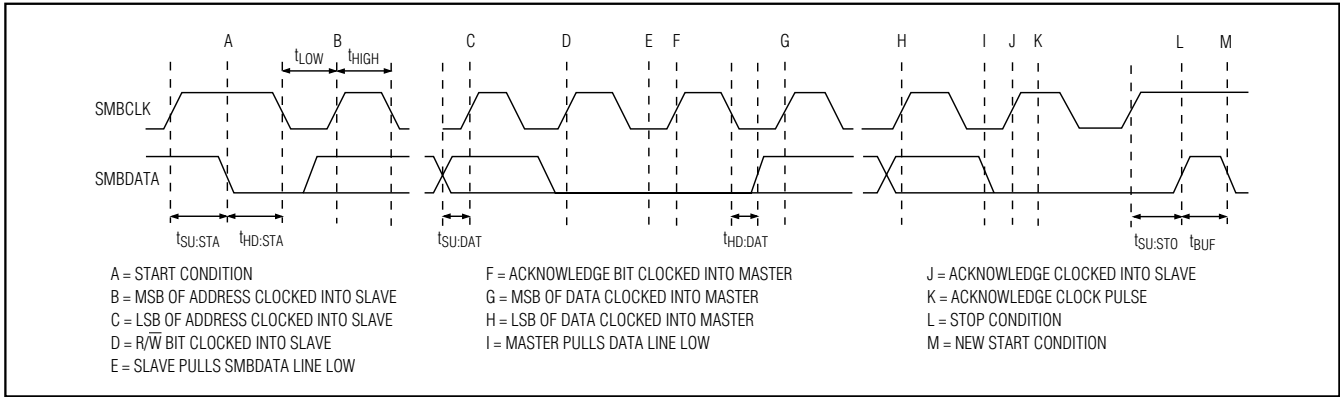 A B C D E F G H I J K L M
tLOW tHIGH
SMBCLK
SMBDATA
tSU:STA tHD:STA tSU:DAT tHD:DAT tSU:STO tBUF
A = START CONDITION
B = MSB OF ADDRESS CLOCKED INTO SLAVE
C = LSB OF ADDRESS CLOCKED INTO SLAVE
D = R/W̅ BIT CLOCKED INTO SLAVE
E = SLAVE PULLS SMBDATA LINE LOW
F = ACKNOWLEDGE BIT CLOCKED INTO MASTER
G = MSB OF DATA CLOCKED INTO MASTER
H = LSB OF DATA CLOCKED INTO MASTER
I = MASTER PULLS DATA LINE LOW
J = ACKNOWLEDGE CLOCKED INTO SLAVE
K = ACKNOWLEDGE CLOCK PULSE
L = STOP CONDITION
M = NEW START CONDITION